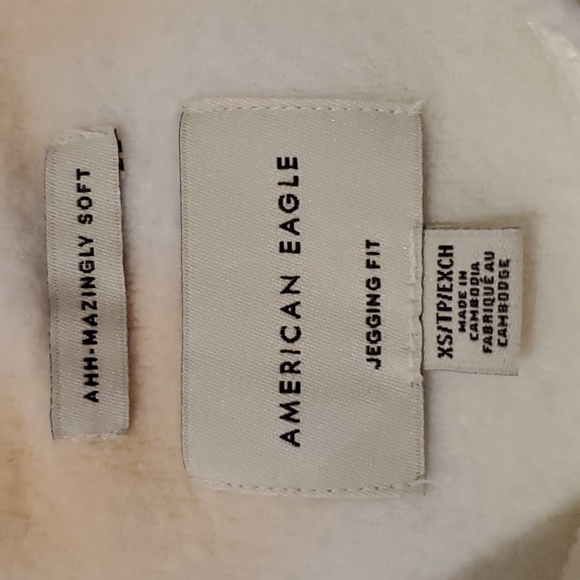 AHH-MAZINGLY SOFT
AMERICAN EAGLE
JEGGING FIT
XS/TP/EXCH
MADE IN
CAMBODIA
FABRIQUÉ AU
CAMBODGE